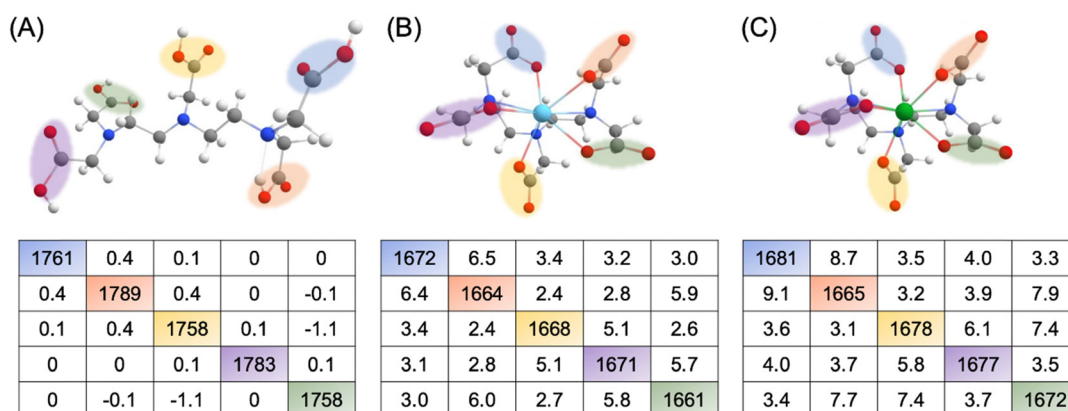 (A) (B) (C)
1761 0.4 0.1 0 0 1672 6.5 3.4 3.2 3.0 1681 8.7 3.5 4.0 3.3
0.4 1789 0.4 0 -0.1 6.4 1664 2.4 2.8 5.9 9.1 1665 3.2 3.9 7.9
0.1 0.4 1758 0.1 -1.1 3.4 2.4 1668 5.1 2.6 3.6 3.1 1678 6.1 7.4
0 0 0.1 1783 0.1 3.1 2.8 5.1 1671 5.7 4.0 3.7 5.8 1677 3.5
0 -0.1 -1.1 0 1758 3.0 6.0 2.7 5.8 1661 3.4 7.7 7.4 3.7 1672